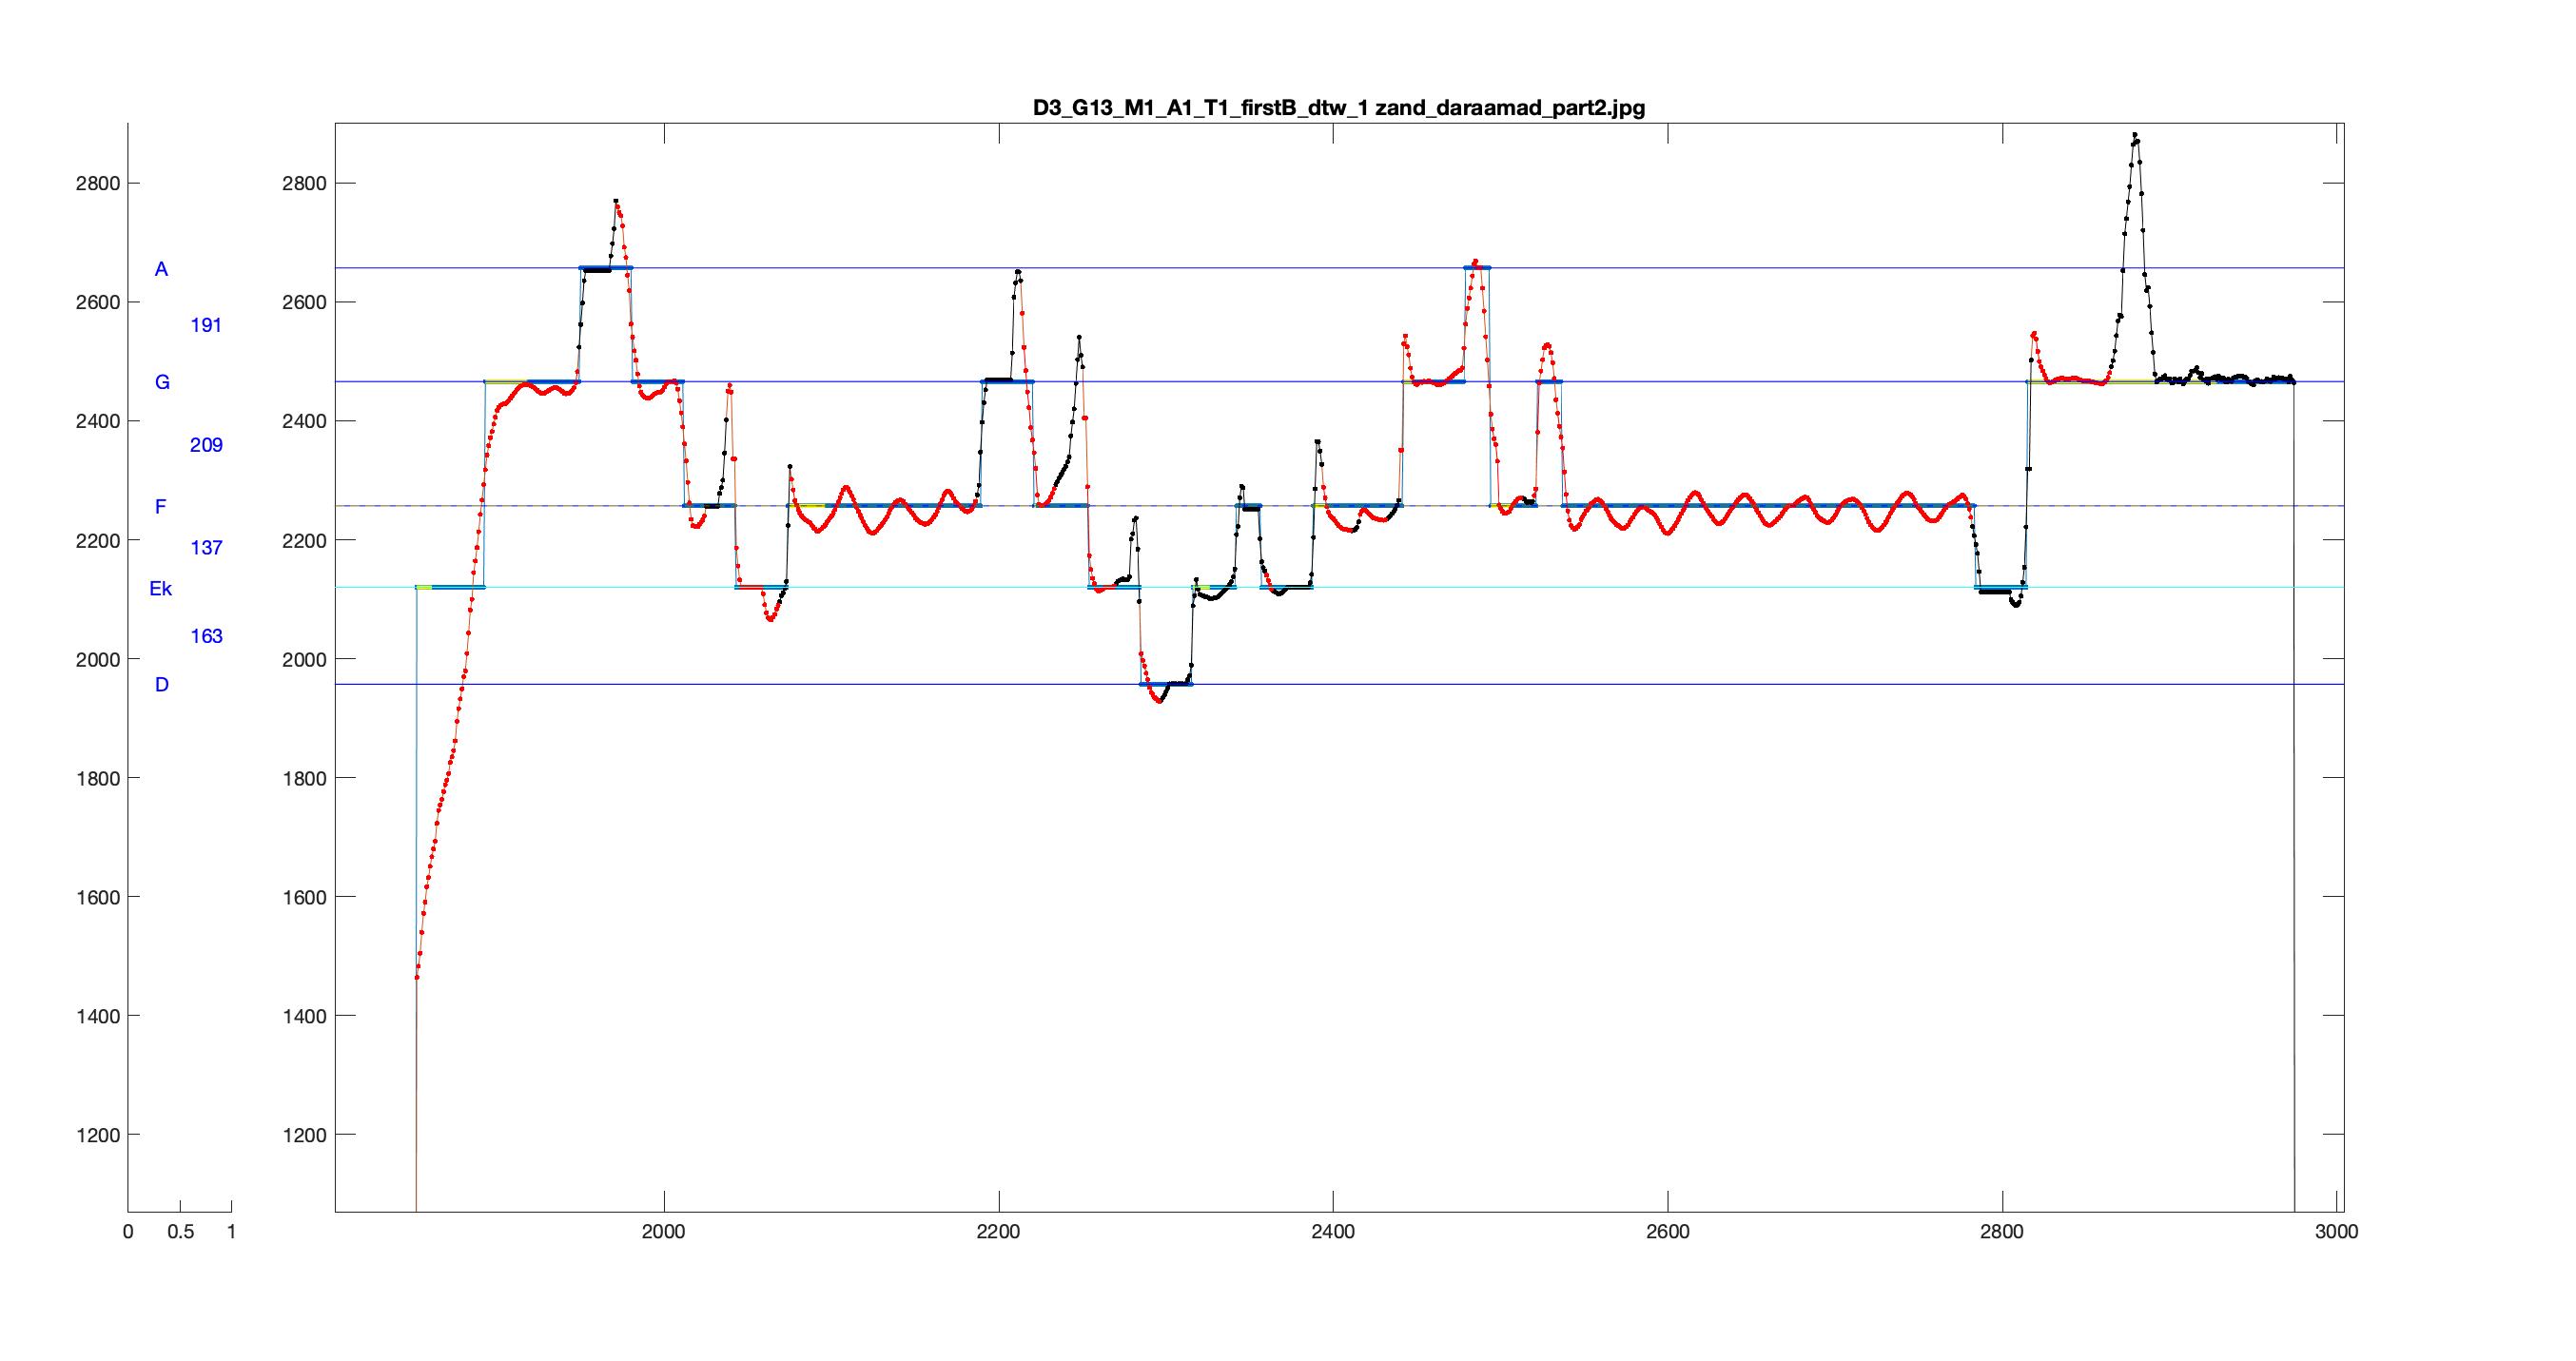 D3_G13_M1_A1_T1_firstB_dtw_1 zand_daraamad_part2.jpg
2800 2800
A
2600 2600
191
G
2400 2400
209
F
2200 2200
137
Ek
163
2000 2000
D
1800 1800
1600 1600
1400 1400
1200 1200
0 0.5 1 2000 2200 2400 2600 2800 3000